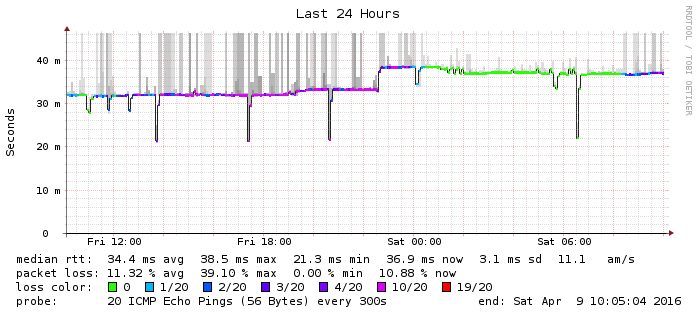 Last 24 Hours
RRDTOOL / TOBI OETIKER
Seconds
40 m
30 m
20 m
10 m
0
Fri 12:00 Fri 18:00 Sat 00:00 Sat 06:00
median rtt: 34.4 ms avg 38.5 ms max 21.3 ms min 36.9 ms now 3.1 ms sd 11.1 am/s
packet loss: 11.32 % avg 39.10 % max 0.00 % min 10.88 % now
loss color: 0 1/20 2/20 3/20 4/20 10/20 19/20
probe: 20 ICMP Echo Pings (56 Bytes) every 300s end: Sat Apr 9 10:05:04 2016